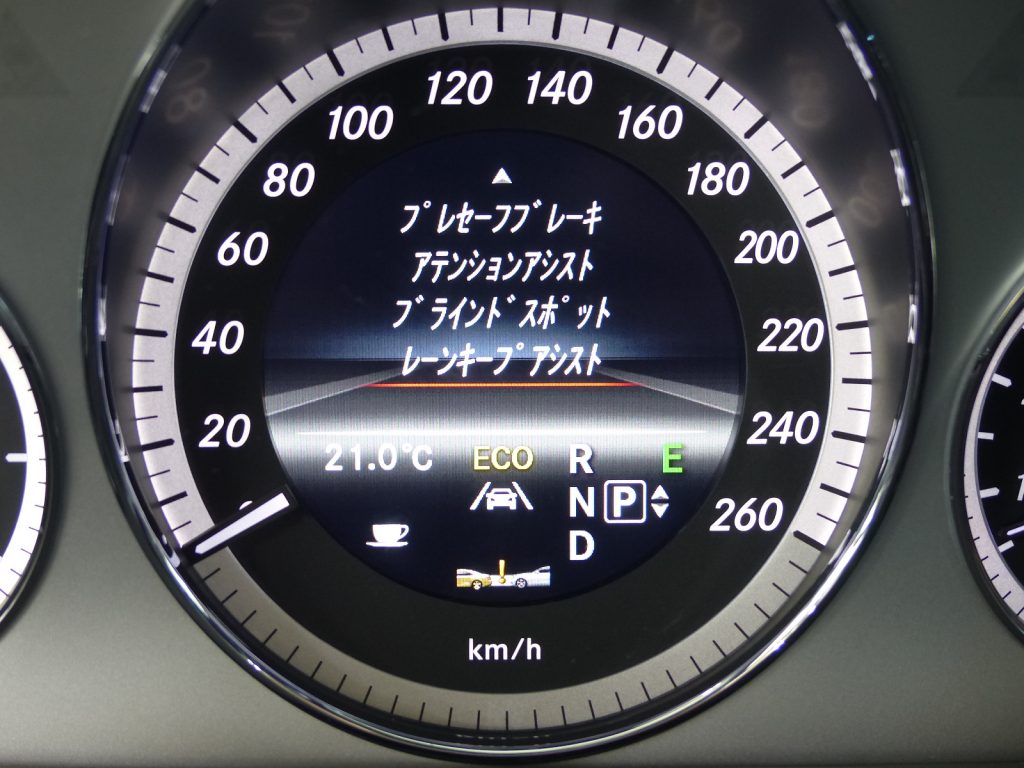 120 140
100 160
80 180
60 200
40 220
20 240
260
プレセーフブレーキ
アテンションアシスト
ブラインドスポット
レーンキープアシスト
21.0℃ ECO R E
N P
D
km/h